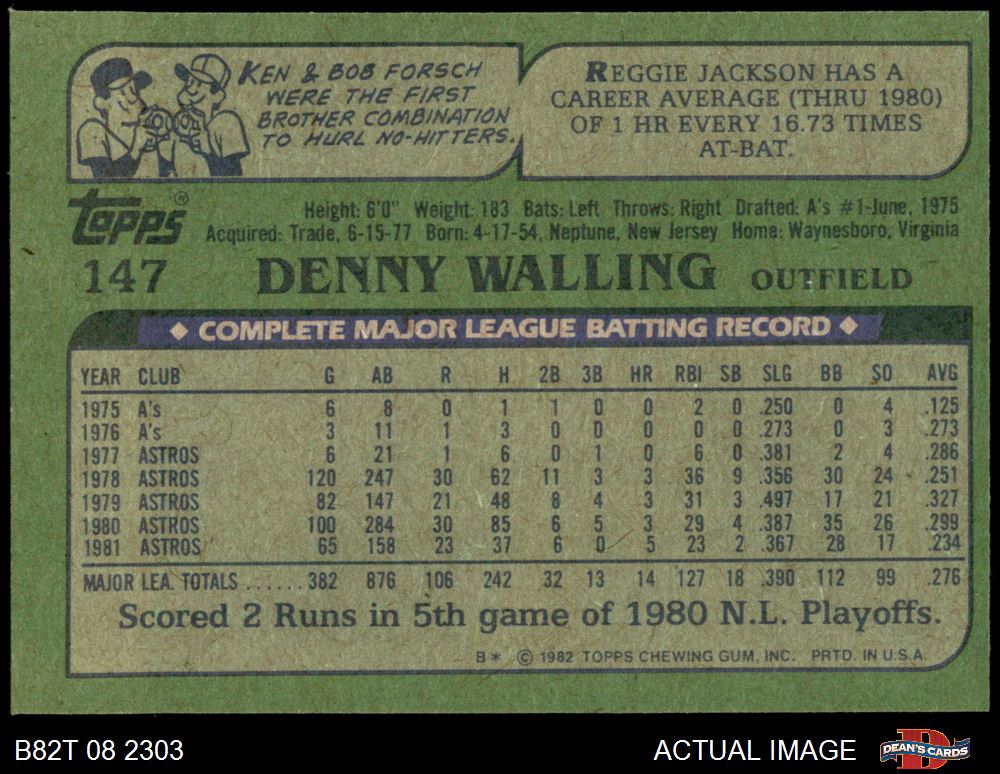 KEN & BOB FORSCH
WERE THE FIRST
BROTHER COMBINATION
TO HURL NO-HITTERS.
REGGIE JACKSON HAS A
CAREER AVERAGE (THRU 1980)
OF 1 HR EVERY 16.73 TIMES
AT-BAT.
TOPPS®
Height: 6'0" Weight: 183 Bats: Left Throws: Right Drafted: A's #1-June, 1975
Acquired: Trade, 6-15-77 Born: 4-17-54, Neptune, New Jersey Home: Waynesboro, Virginia
147 DENNY WALLING OUTFIELD
◆ COMPLETE MAJOR LEAGUE BATTING RECORD ◆
YEAR CLUB G AB R H 2B 3B HR RBI SB SLG BB SO AVG
1975 A's 6 8 0 1 1 0 0 2 0 .250 0 4 .125
1976 A's 3 11 1 3 0 0 0 0 0 .273 0 3 .273
1977 ASTROS 6 21 1 6 0 1 0 6 0 .381 2 4 .286
1978 ASTROS 120 247 30 62 11 3 3 36 9 .356 30 24 .251
1979 ASTROS 82 147 21 48 8 4 3 31 3 .497 17 21 .327
1980 ASTROS 100 284 30 85 6 5 3 29 4 .387 35 26 .299
1981 ASTROS 65 158 23 37 6 0 5 23 2 .367 28 17 .234
MAJOR LEA. TOTALS ......382 876 106 242 32 13 14 127 18 .390 112 99 .276
Scored 2 Runs in 5th game of 1980 N.L. Playoffs.
B* © 1982 TOPPS CHEWING GUM, INC. PRTD. IN U.S.A.
B82T 08 2303
ACTUAL IMAGE
DEAN'S CARDS